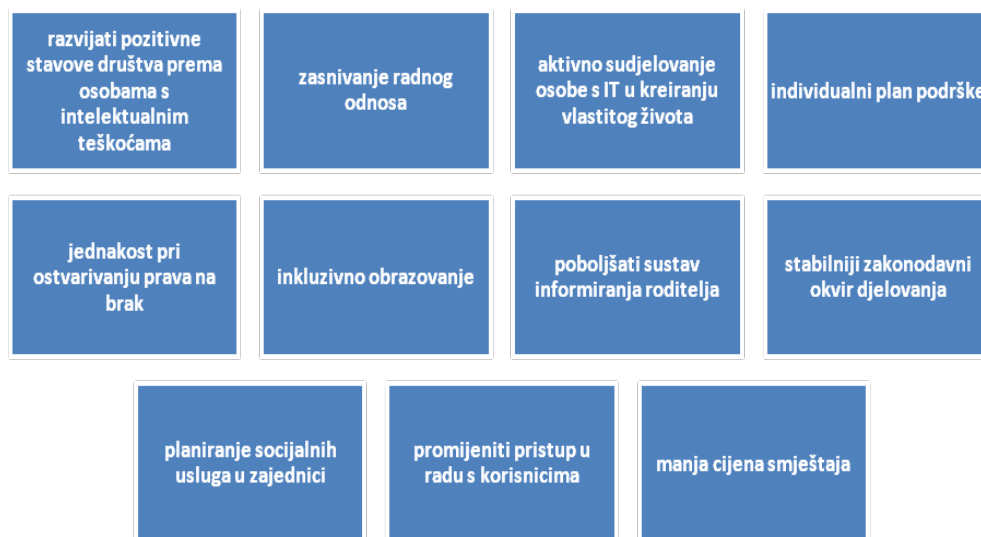 razvijati pozitivne
stavove društva prema
osobama s
intelektualnim
teškoćama
zasnivanje radnog
odnosa
aktivno sudjelovanje
osobe s IT u kreiranju
vlastitog života
individualni plan podrške
jednakost pri
ostvarivanju prava na
brak
inkluzivno obrazovanje
poboljšati sustav
informiranja roditelja
stabilniji zakonodavni
okvir djelovanja
planiranje socijalnih
usluga u zajednici
promijeniti pristup u
radu s korisnicima
manja cijena smještaja